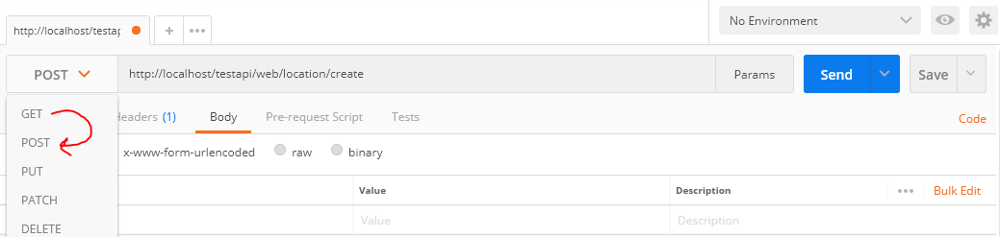 No Environment
http://localhost/testap
+ •••
POST http://localhost/testapi/web/location/create Params Send Save
GET Headers (1) Body Pre-request Script Tests Code
POST x-www-form-urlencoded raw binary
PUT
Value Description ••• Bulk Edit
PATCH
Value Description
DELETE